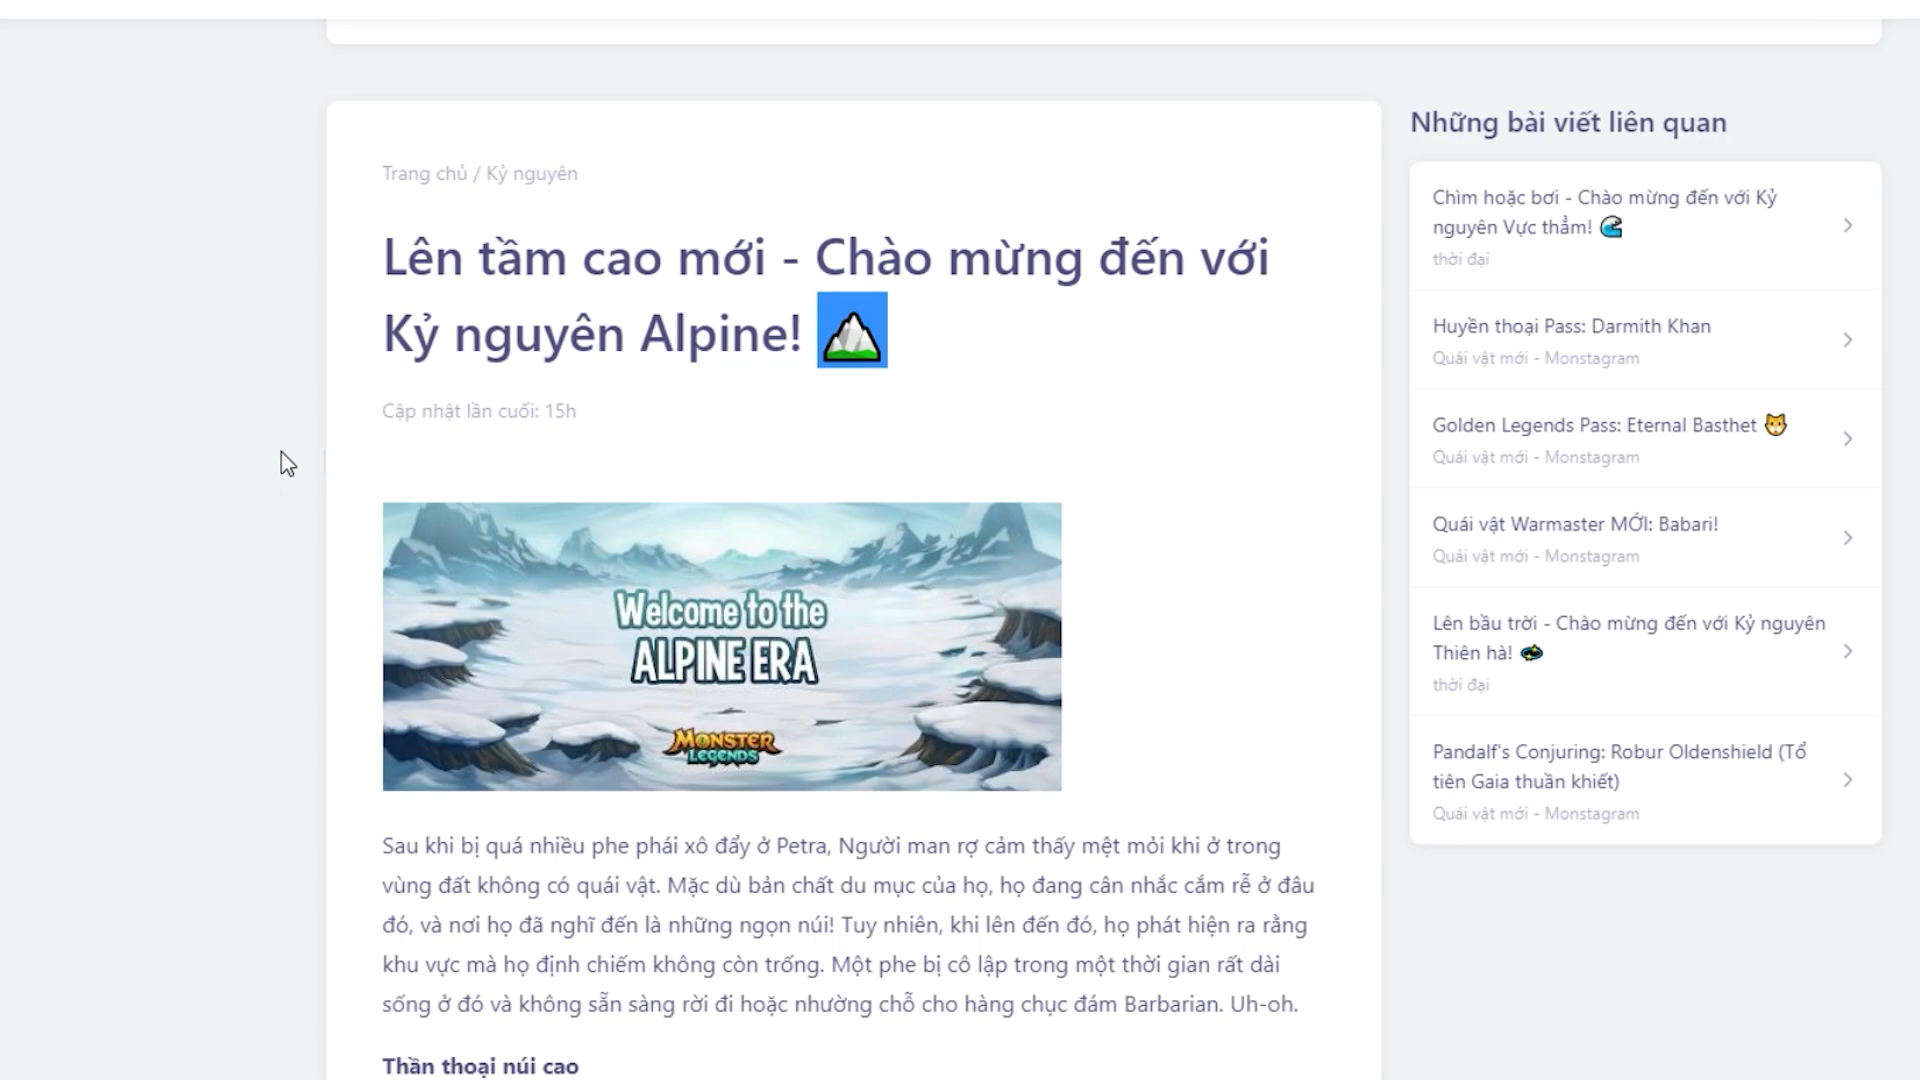 Trang chủ / Kỷ nguyên
Lên tầm cao mới - Chào mừng đến với
Kỷ nguyên Alpine!
Cập nhật lần cuối: 15h
Welcome to the
ALPINE ERA
MONSTER
LEGENDS
Sau khi bị quá nhiều phe phái xô đẩy ở Petra, Người man rợ cảm thấy mệt mỏi khi ở trong
vùng đất không có quái vật. Mặc dù bản chất du mục của họ, họ đang cân nhắc cắm rễ ở đâu
đó, và nơi họ đã nghĩ đến là những ngọn núi! Tuy nhiên, khi lên đến đó, họ phát hiện ra rằng
khu vực mà họ định chiếm không còn trống. Một phe bị cô lập trong một thời gian rất dài
sống ở đó và không sẵn sàng rời đi hoặc nhường chỗ cho hàng chục đám Barbarian. Uh-oh.
Thần thoại núi cao
Những bài viết liên quan
Chìm hoặc bơi - Chào mừng đến với Kỷ
nguyên Vực thẳm!
thời đại
Huyền thoại Pass: Darmith Khan
Quái vật mới - Monstagram
Golden Legends Pass: Eternal Basthet
Quái vật mới - Monstagram
Quái vật Warmaster MỚI: Babari!
Quái vật mới - Monstagram
Lên bầu trời - Chào mừng đến với Kỷ nguyên
Thiên hà!
thời đại
Pandalf's Conjuring: Robur Oldenshield (Tổ
tiên Gaia thuần khiết)
Quái vật mới - Monstagram